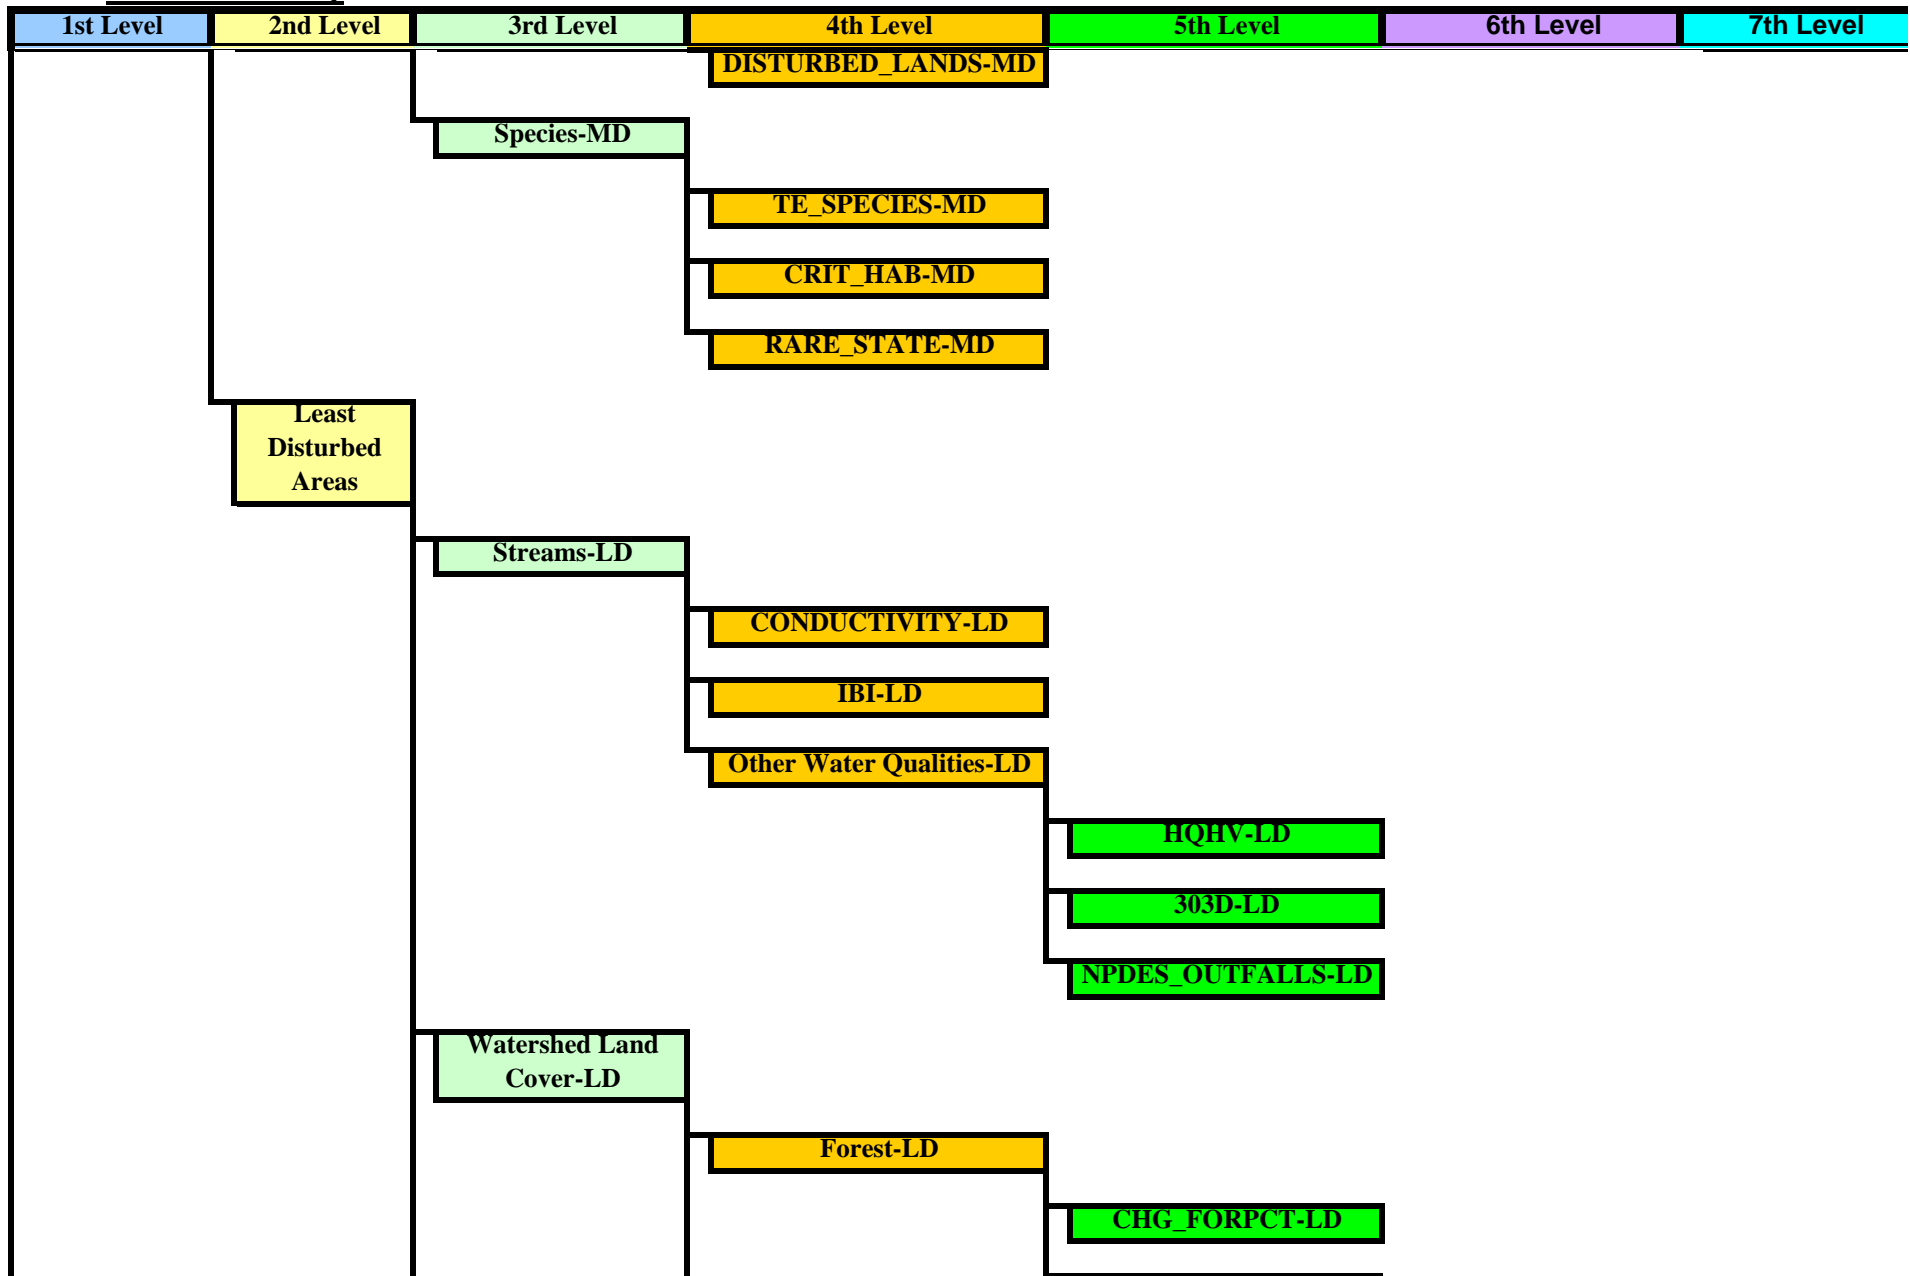 1st Level 2nd Level 3rd Level 4th Level 5th Level 6th Level 7th Level
DISTURBED_LANDS-MD
Species-MD
TE_SPECIES-MD
CRIT_HAB-MD
RARE_STATE-MD
Least
Disturbed
Areas
Streams-LD
CONDUCTIVITY-LD
IBI-LD
Other Water Qualities-LD
HQHV-LD
303D-LD
NPDES_OUTFALLS-LD
Watershed Land
Cover-LD
Forest-LD
CHG_FORPCT-LD